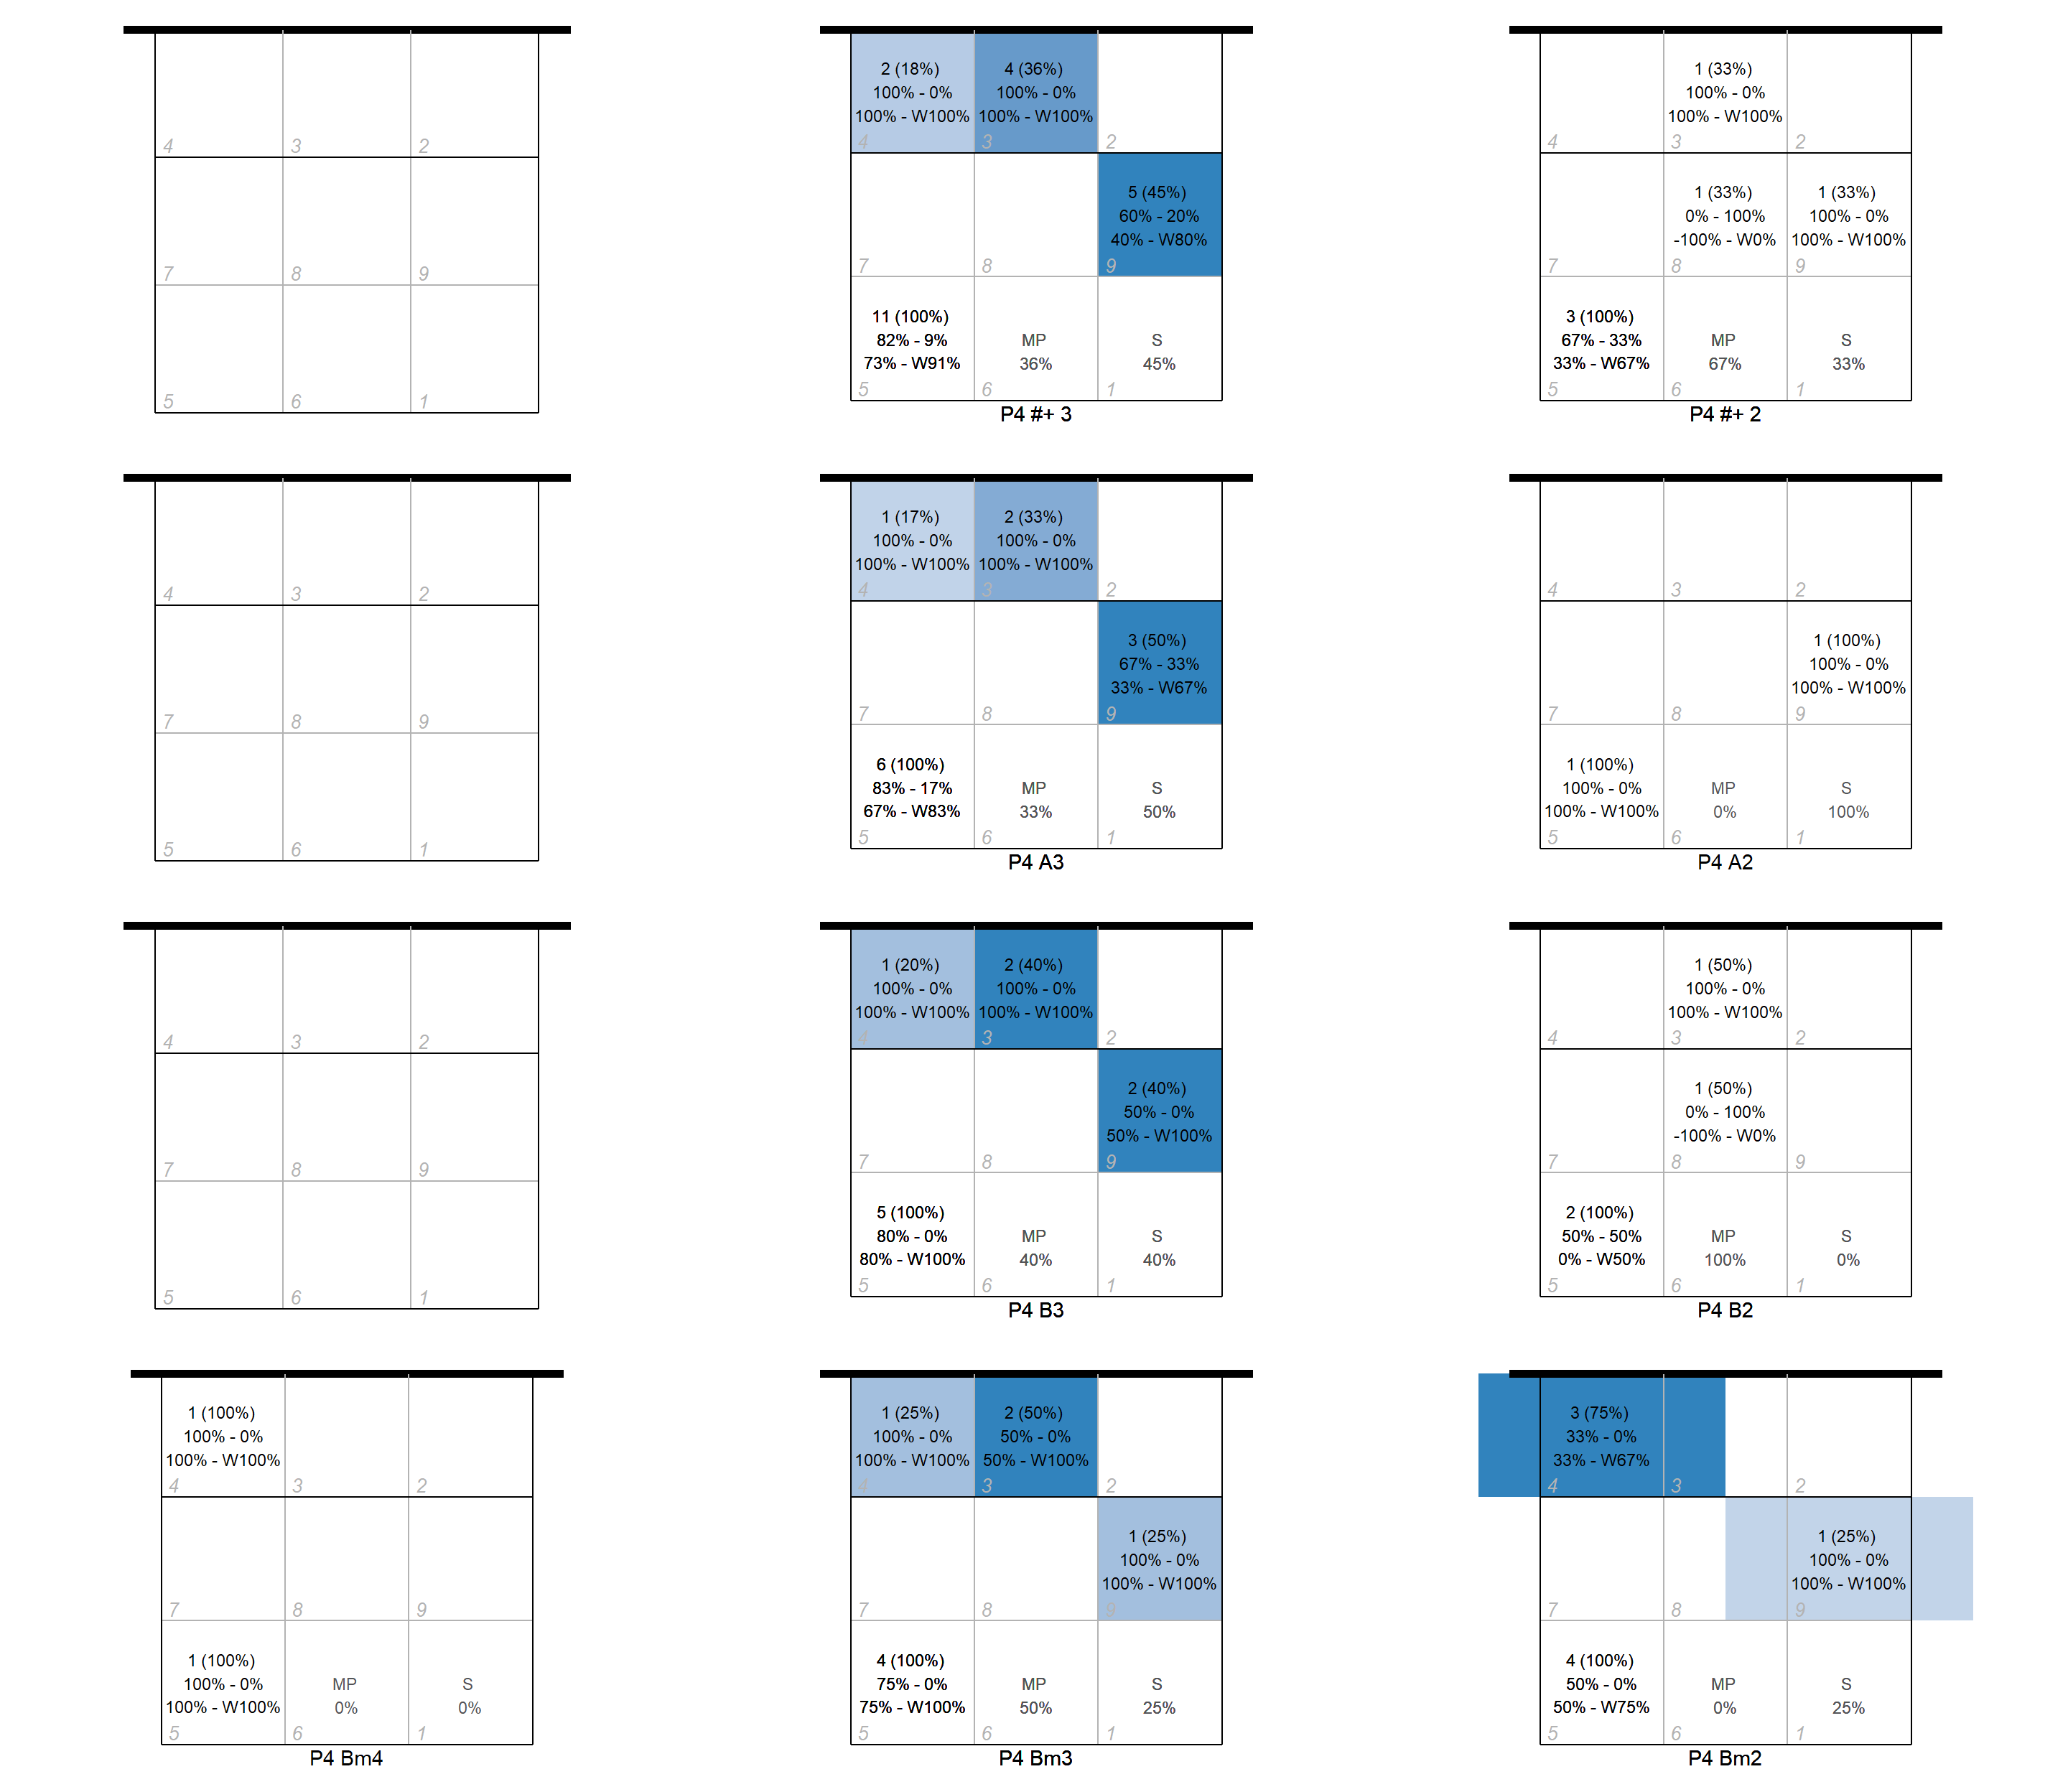 4 3 2
7 8 9
5 6 1
2 (18%) 4 (36%)
100% - 0% 100% - 0%
100% - W100% 100% - W100%
4 3 2
5 (45%)
60% - 20%
40% - W80%
7 8 9
11 (100%)
82% - 9% MP S
73% - W91% 36% 45%
5 6 1
P4 #+ 3
1 (33%)
100% - 0%
100% - W100%
4 3 2
1 (33%) 1 (33%)
0% - 100% 100% - 0%
-100% - W0% 100% - W100%
7 8 9
3 (100%)
67% - 33% MP S
33% - W67% 67% 33%
5 6 1
P4 #+ 2
4 3 2
7 8 9
5 6 1
1 (17%) 2 (33%)
100% - 0% 100% - 0%
100% - W100% 100% - W100%
4 3 2
3 (50%)
67% - 33%
33% - W67%
7 8 9
6 (100%)
83% - 17% MP S
67% - W83% 33% 50%
5 6 1
P4 A3
4 3 2
1 (100%)
100% - 0%
100% - W100%
7 8 9
1 (100%)
100% - 0% MP S
100% - W100% 0% 100%
5 6 1
P4 A2
4 3 2
7 8 9
5 6 1
1 (20%) 2 (40%)
100% - 0% 100% - 0%
100% - W100% 100% - W100%
4 3 2
2 (40%)
50% - 0%
50% - W100%
7 8 9
5 (100%)
80% - 0% MP S
80% - W100% 40% 40%
5 6 1
P4 B3
1 (50%)
100% - 0%
100% - W100%
4 3 2
1 (50%)
0% - 100%
-100% - W0%
7 8 9
2 (100%)
50% - 50% MP S
0% - W50% 100% 0%
5 6 1
P4 B2
1 (100%)
100% - 0%
100% - W100%
4 3 2
7 8 9
1 (100%)
100% - 0% MP S
100% - W100% 0% 0%
5 6 1
P4 Bm4
1 (25%) 2 (50%)
100% - 0% 50% - 0%
100% - W100% 50% - W100%
4 3 2
1 (25%)
100% - 0%
100% - W100%
7 8 9
4 (100%)
75% - 0% MP S
75% - W100% 50% 25%
5 6 1
P4 Bm3
3 (75%)
33% - 0%
33% - W67%
4 3 2
1 (25%)
100% - 0%
100% - W100%
7 8 9
4 (100%)
50% - 0% MP S
50% - W75% 0% 25%
5 6 1
P4 Bm2